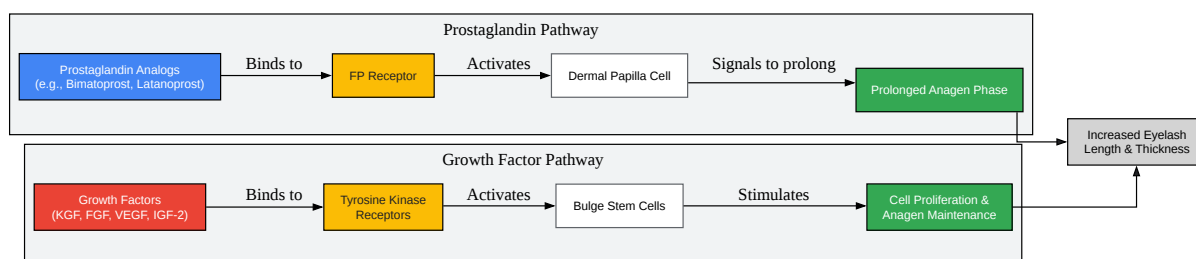 Prostaglandin Pathway
Prostaglandin Analogs
(e.g., Bimatoprost, Latanoprost)
Binds to
FP Receptor
Activates
Dermal Papilla Cell
Signals to prolong
Prolonged Anagen Phase
Increased Eyelash
Length & Thickness
Growth Factor Pathway
Growth Factors
(KGF, FGF, VEGF, IGF-2)
Binds to
Tyrosine Kinase
Receptors
Activates
Bulge Stem Cells
Stimulates
Cell Proliferation &
Anagen Maintenance